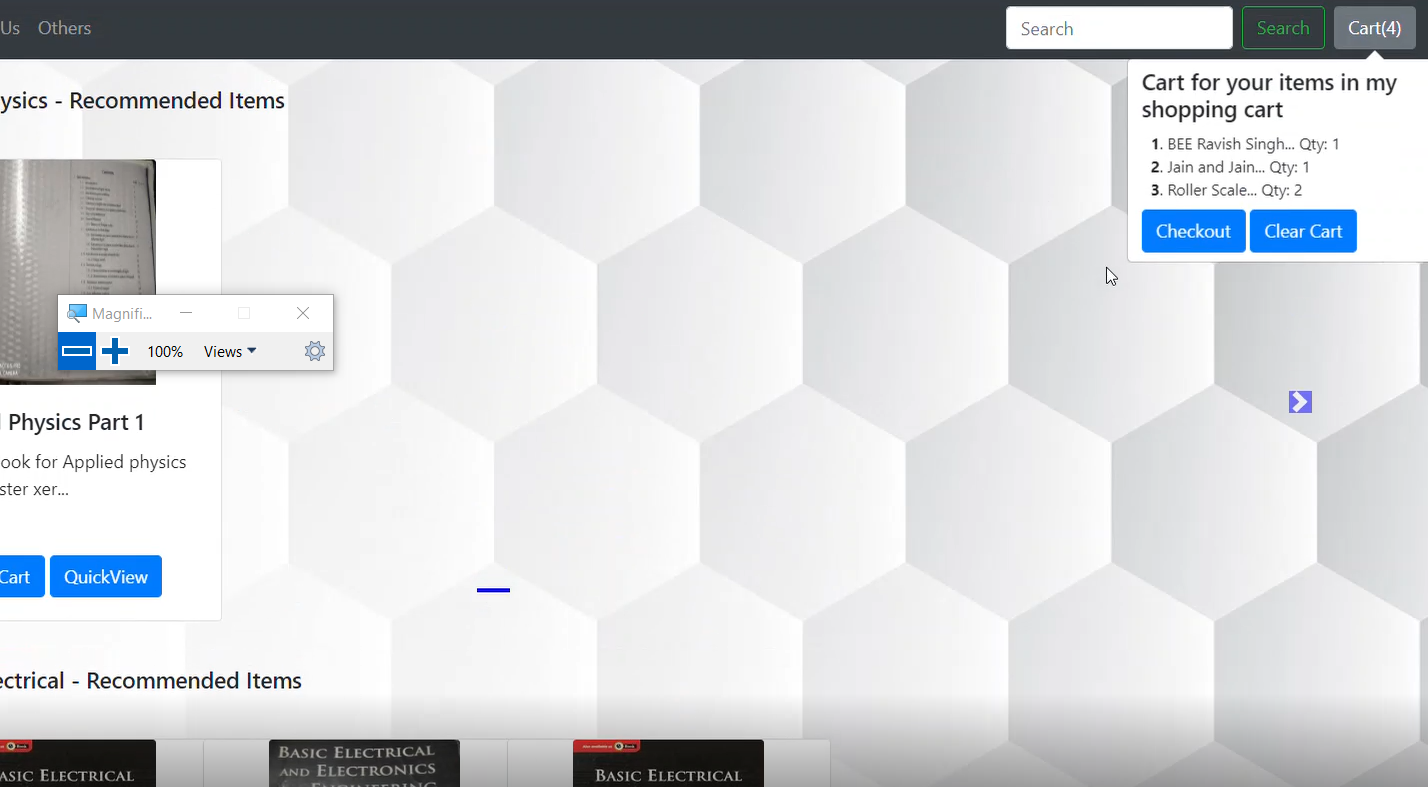 Us Others
Search
Search
Cart(4)
ysics - Recommended Items
Cart for your items in my
shopping cart
1. BEE Ravish Singh... Qty: 1
2. Jain and Jain... Qty: 1
3. Roller Scale... Qty: 2
Checkout Clear Cart
Magnifi...
100% Views
Physics Part 1
ook for Applied physics
ster xer...
Cart QuickView
ectrical - Recommended Items
ASIC ELECTRICAL
BASIC ELECTRICAL
AND ELECTRONICS
ENGINEERING
BASIC ELECTRICAL